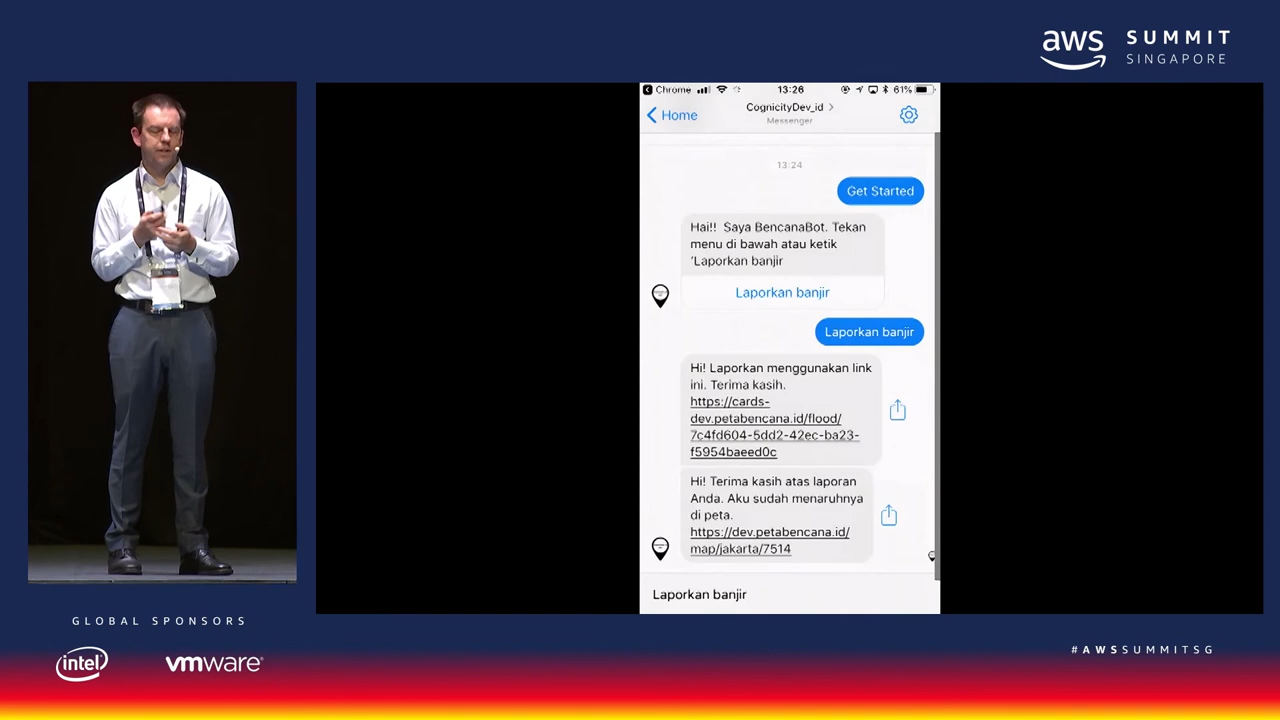 aws SUMMIT
SINGAPORE
Chrome 13:26 61%
Home CognicityDev_id
Messenger
13:24
Get Started
Hai!! Saya BencanaBot. Tekan
menu di bawah atau ketik
'Laporkan banjir
Laporkan banjir
Laporkan banjir
Hi! Laporkan menggunakan link
ini. Terima kasih.
https://cards-
dev.petabencana.id/flood/
7c4fd604-5dd2-42ec-ba23-
f5954baeed0c
Hi! Terima kasih atas laporan
Anda. Aku sudah menaruhnya
di peta.
https://dev.petabencana.id/
map/jakarta/7514
Laporkan banjir
GLOBAL SPONSORS
intel vmware
#AWSSUMMITSG